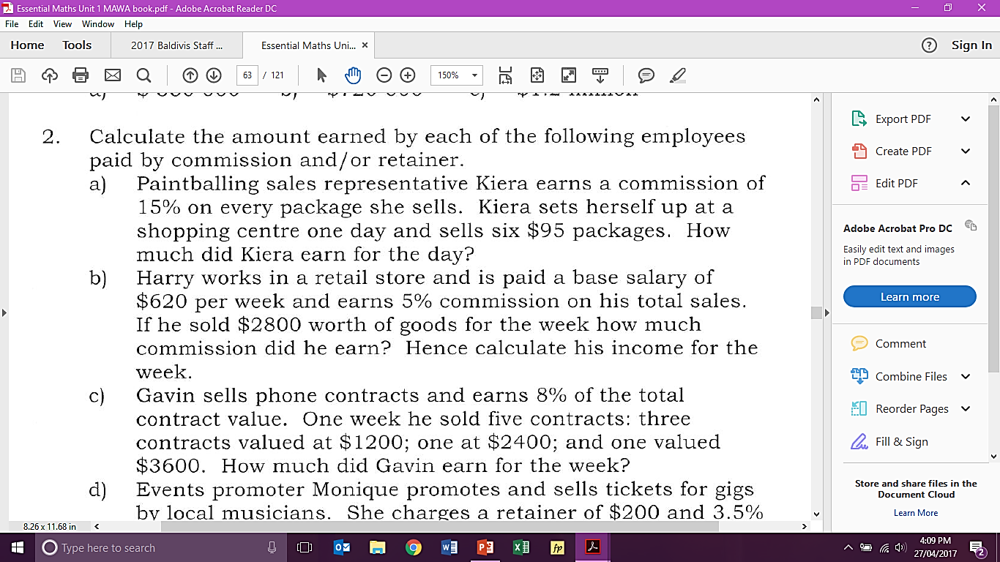 Essential Maths Unit 1 MAWA book.pdf - Adobe Acrobat Reader DC
File Edit View Window Help
Home Tools 2017 Baldivis Staff ... Essential Maths Uni... × Sign In
63 / 121 150%
2. Calculate the amount earned by each of the following employees
paid by commission and/or retainer.
a) Paintballing sales representative Kiera earns a commission of
15% on every package she sells. Kiera sets herself up at a
shopping centre one day and sells six $95 packages. How
much did Kiera earn for the day?
b) Harry works in a retail store and is paid a base salary of
$620 per week and earns 5% commission on his total sales.
If he sold $2800 worth of goods for the week how much
commission did he earn? Hence calculate his income for the
week.
c) Gavin sells phone contracts and earns 8% of the total
contract value. One week he sold five contracts: three
contracts valued at $1200; one at $2400; and one valued
$3600. How much did Gavin earn for the week?
d) Events promoter Monique promotes and sells tickets for gigs
by local musicians. She charges a retainer of $200 and 3.5%
8.26 x 11.68 in
Export PDF
Create PDF
Edit PDF
Adobe Acrobat Pro DC
Easily edit text and images
in PDF documents
Learn more
Comment
Combine Files
Reorder Pages
Fill & Sign
Store and share files in the
Document Cloud
Learn More
Type here to search
4:09 PM
27/04/2017
2